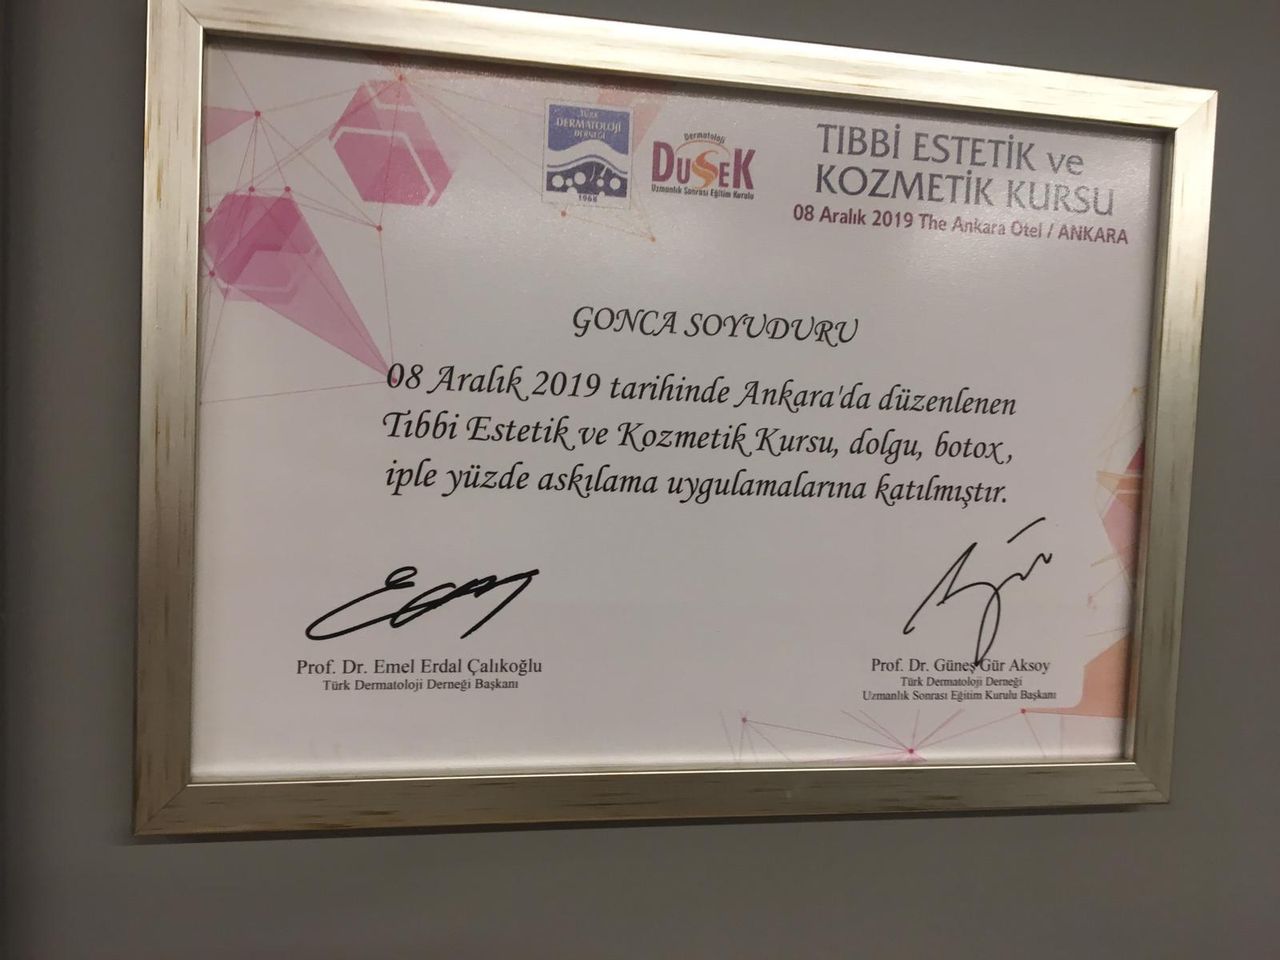 TÜRK
DERMATOLOJİ
DERNEĞİ
1968
Dermatoloji
DUSEK
Uzmanlık Sonrası Eğitim Kurulu
TIBBİ ESTETİK ve
KOZMETİK KURSU
08 Aralık 2019 The Ankara Otel / ANKARA
GONCA SOYUDURU
08 Aralık 2019 tarihinde Ankara'da düzenlenen
Tıbbi Estetik ve Kozmetik Kursu, dolgu, botox,
iple yüzde askılama uygulamalarına katılmıştır.
Prof. Dr. Emel Erdal Çalıkoğlu
Türk Dermatoloji Derneği Başkanı
Prof. Dr. Güneş Gür Aksoy
Türk Dermatoloji Derneği
Uzmanlık Sonrası Eğitim Kurulu Başkanı